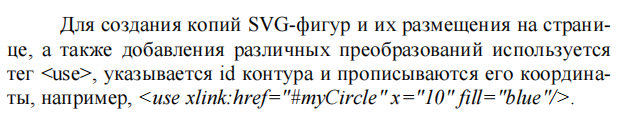 Для создания копий SVG-фигур и их размещения на страни-
це, а также добавления различных преобразований используется
тег <use>, указывается id контура и прописываются его координа-
ты, например, <use xlink:href="#myCircle" x="10" fill="blue"/>.